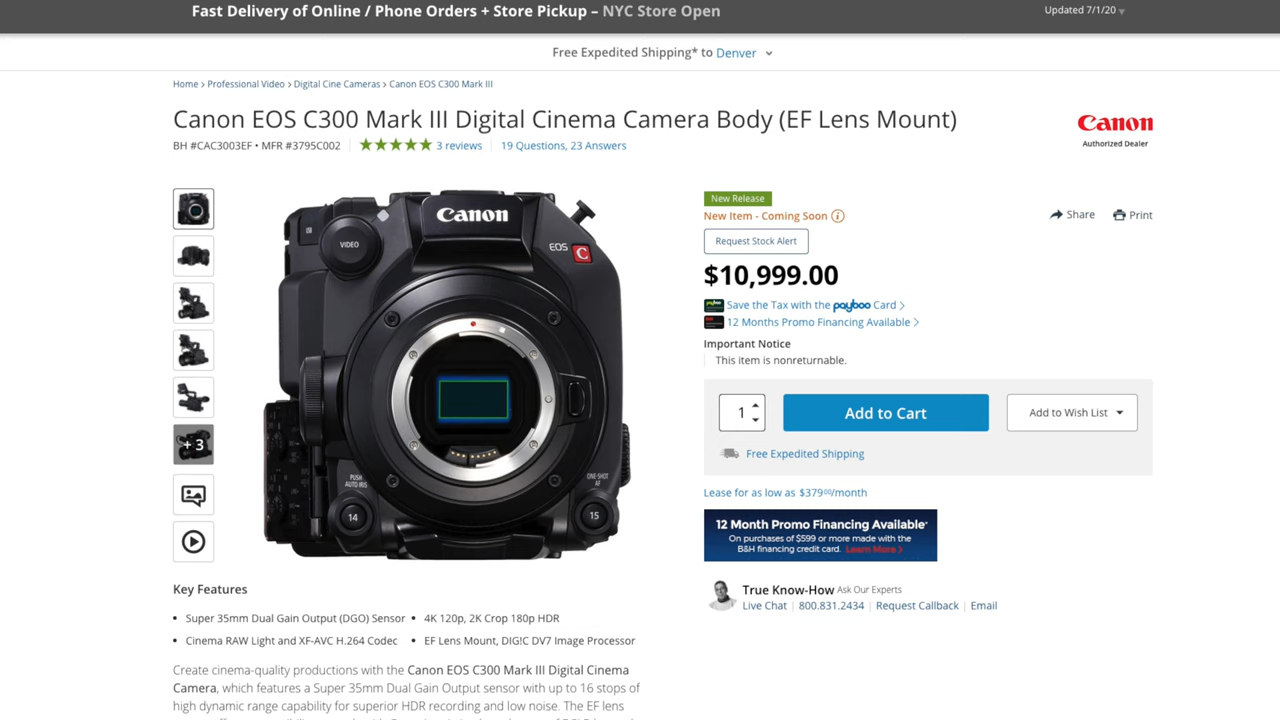 Fast Delivery of Online / Phone Orders + Store Pickup – NYC Store Open
Updated 7/1/20
Free Expedited Shipping* to Denver
Home › Professional Video › Digital Cine Cameras › Canon EOS C300 Mark III
Canon EOS C300 Mark III Digital Cinema Camera Body (EF Lens Mount)
BH #CAC3003EF • MFR #3795C002
3 reviews
19 Questions, 23 Answers
Canon
Authorized Dealer
Canon
EOS C
VIDEO
PUSH
AUTO IRIS
14
ONE-SHOT
AF
15
+ 3
New Release
New Item - Coming Soon
Share
Print
Request Stock Alert
$10,999.00
Save the Tax with the payboo Card ›
12 Months Promo Financing Available ›
Important Notice
This item is nonreturnable.
1
Add to Cart
Add to Wish List
Free Expedited Shipping
Lease for as low as $379.00/month
12 Month Promo Financing Available*
On purchases of $599 or more made with the
B&H financing credit card. Learn More ›
True Know-How Ask Our Experts
Live Chat | 800.831.2434 | Request Callback | Email
Key Features
• Super 35mm Dual Gain Output (DGO) Sensor
• 4K 120p, 2K Crop 180p HDR
• Cinema RAW Light and XF-AVC H.264 Codec
• EF Lens Mount, DIG!C DV7 Image Processor
Create cinema-quality productions with the Canon EOS C300 Mark III Digital Cinema
Camera, which features a Super 35mm Dual Gain Output sensor with up to 16 stops of
high dynamic range capability for superior HDR recording and low noise. The EF lens